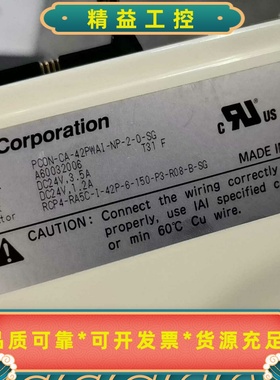 精益工控
Corporation
PCON-CA-42PWAI-NP-2-0-SG
A60032006 T31 F
DC24V,3.5A
DC24V,1.2A
RCP4-RA5C-I-42P-6-150-P3-R08-B-SG
MADE IN
CAUTION: Connect the wiring correctly
properly, use IAI specified
or min 60℃ Cu wire.
品质可靠*可开发票*货源充足